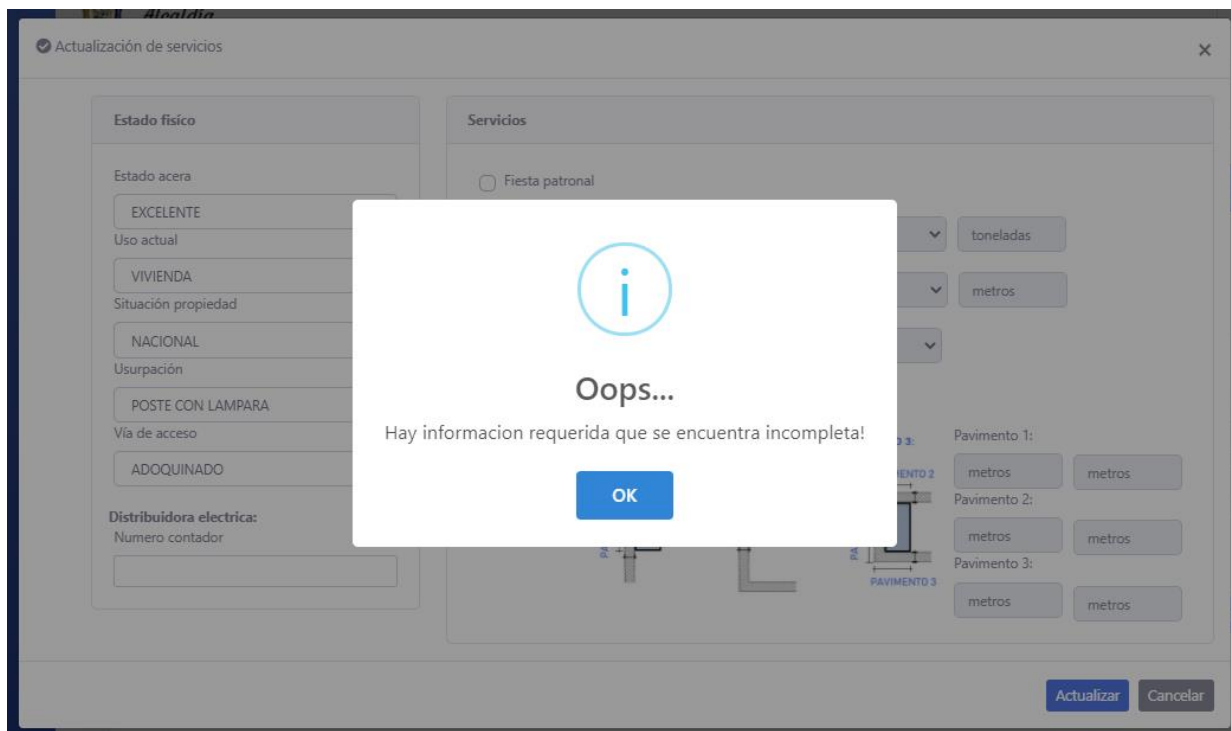 Alcaldía
Actualización de servicios
×
Estado fisíco
Servicios
Estado acera
Fiesta patronal
EXCELENTE
Uso actual
toneladas
VIVIENDA
metros
Situación propiedad
NACIONAL
Usurpación
POSTE CON LAMPARA
Vía de acceso
ADOQUINADO
Distribuidora electrica:
Numero contador
i
Oops...
Hay informacion requerida que se encuentra incompleta!
OK
Pavimento 1:
metros metros
Pavimento 2:
metros metros
Pavimento 3:
metros metros
PAVIMENTO 3
Actualizar Cancelar